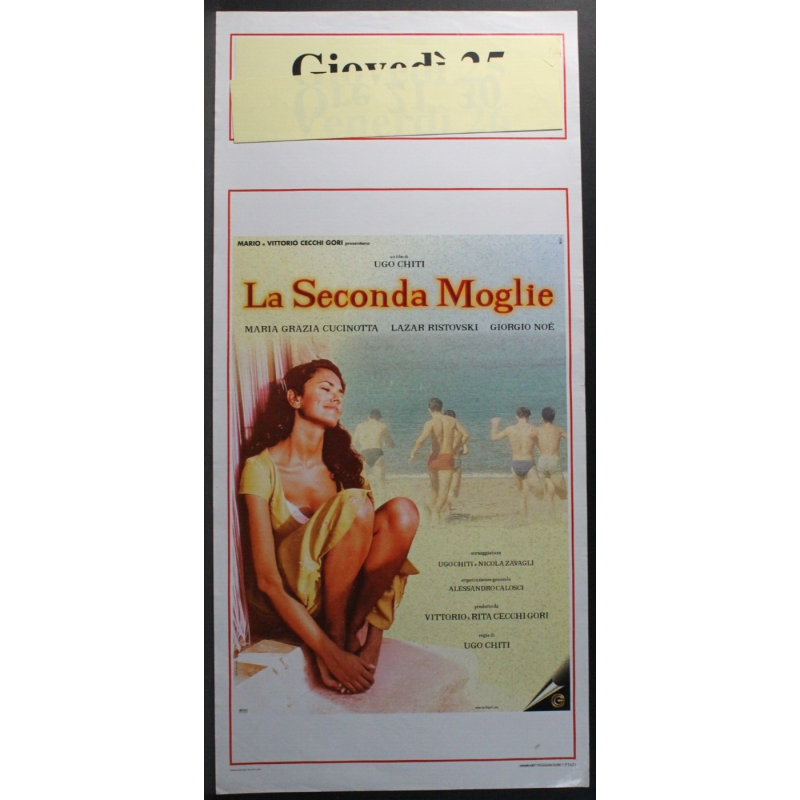 Giovedì 25
MARIO e VITTORIO CECCHI GORI presentano
un film di
UGO CHITI
La Seconda Moglie
MARIA GRAZIA CUCINOTTA LAZAR RISTOVSKI GIORGIO NOÈ
sceneggiatura
UGO CHITI e NICOLA ZAVAGLI
organizzatore generale
ALESSANDRO CALOSCI
prodotto da
VITTORIO e RITA CECCHI GORI
regia di
UGO CHITI